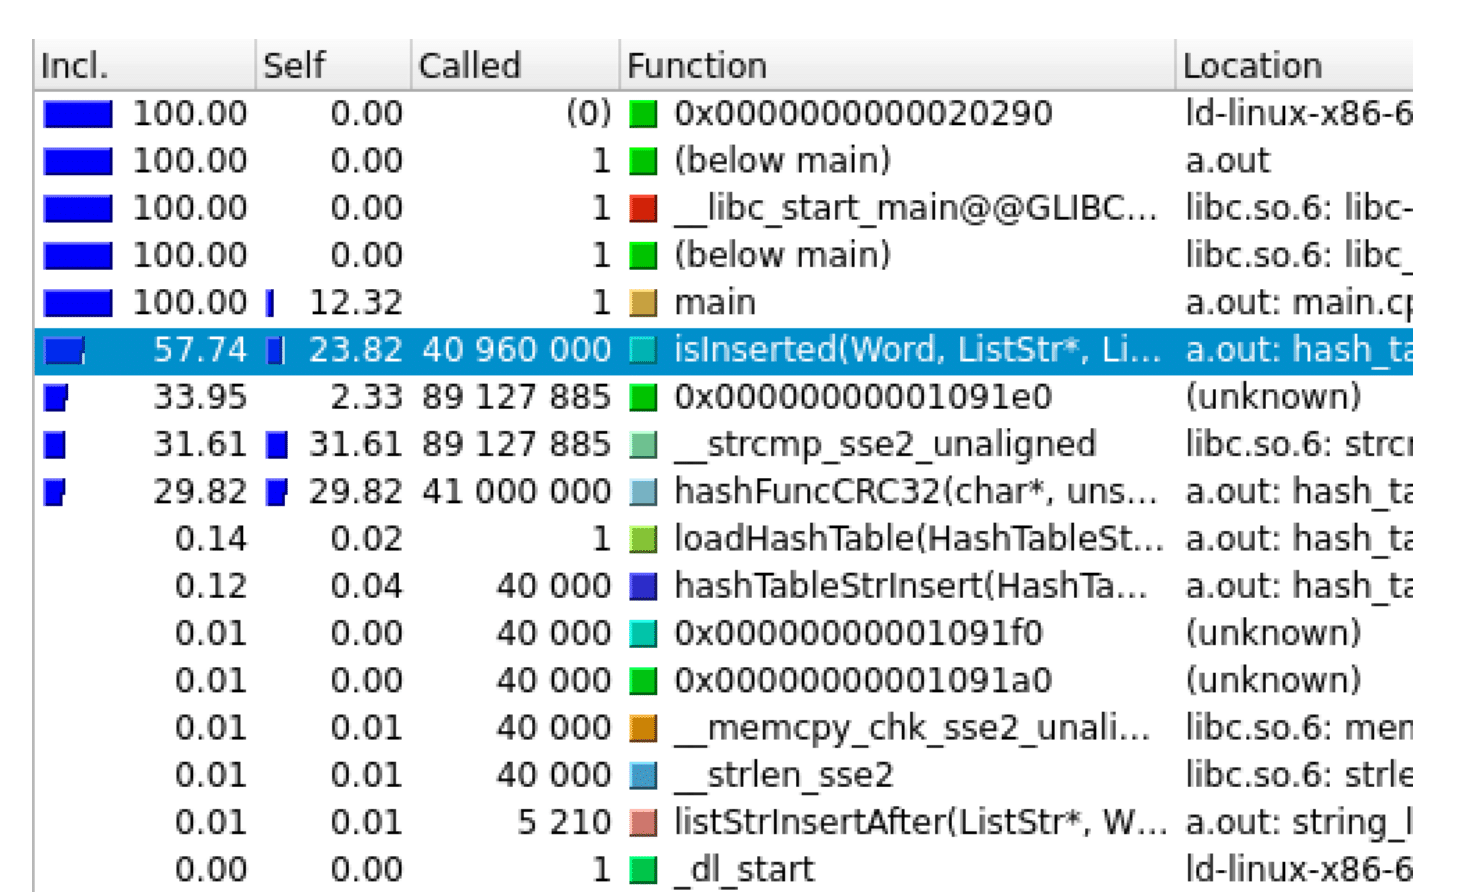 Incl. Self Called Function Location
100.00 0.00 (0) 0x0000000000020290 ld-linux-x86-6
100.00 0.00 1 (below main) a.out
100.00 0.00 1 __libc_start_main@@GLIBC... libc.so.6: libc-
100.00 0.00 1 (below main) libc.so.6: libc_
100.00 12.32 1 main a.out: main.cp
57.74 23.82 40 960 000 isInserted(Word, ListStr*, Li... a.out: hash_ta
33.95 2.33 89 127 885 0x00000000001091e0 (unknown)
31.61 31.61 89 127 885 __strcmp_sse2_unaligned libc.so.6: strcr
29.82 29.82 41 000 000 hashFuncCRC32(char*, uns... a.out: hash_ta
0.14 0.02 1 loadHashTable(HashTableSt... a.out: hash_ta
0.12 0.04 40 000 hashTableStrInsert(HashTa... a.out: hash_ta
0.01 0.00 40 000 0x00000000001091f0 (unknown)
0.01 0.00 40 000 0x00000000001091a0 (unknown)
0.01 0.01 40 000 __memcpy_chk_sse2_unali... libc.so.6: mem
0.01 0.01 40 000 __strlen_sse2 libc.so.6: strle
0.01 0.01 5 210 listStrInsertAfter(ListStr*, W... a.out: string_l
0.00 0.00 1 _dl_start ld-linux-x86-6